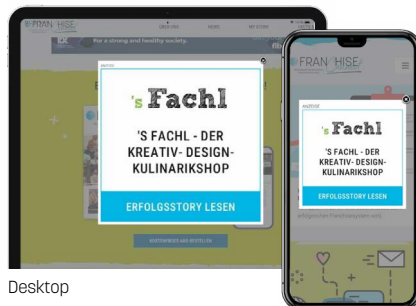 FRANCHISE
For a strong and healthy society.
ANZEIGE
's Fachl
'S FACHL - DER
KREATIV- DESIGN-
KULINARIKSHOP
ERFOLGSSTORY LESEN
FRANCHISE
ANZEIGE
's Fachl
'S FACHL - DER
KREATIV- DESIGN-
KULINARIKSHOP
ERFOLGSSTORY LESEN
Desktop